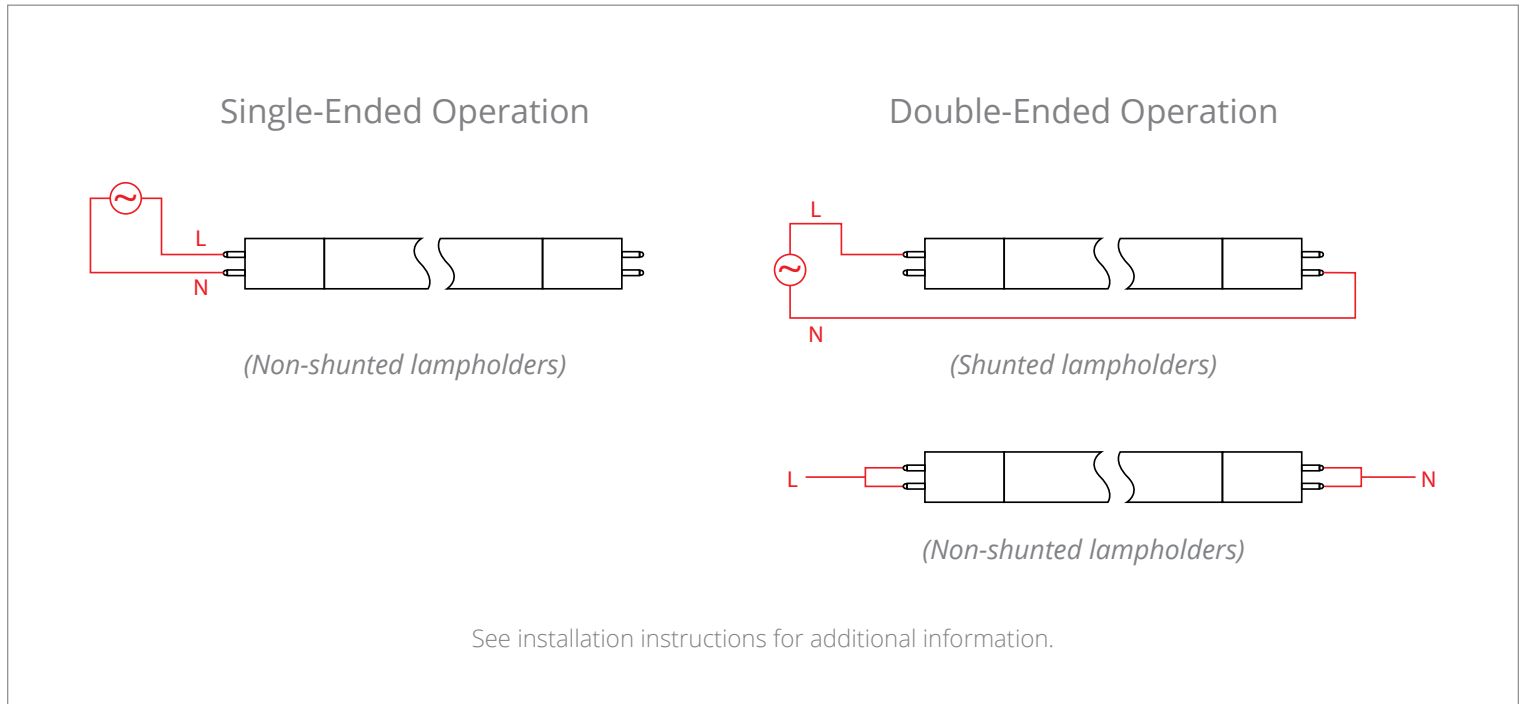 Single-Ended Operation
L
N
(Non-shunted lampholders)
Double-Ended Operation
L
N
(Shunted lampholders)
L
N
(Non-shunted lampholders)
See installation instructions for additional information.